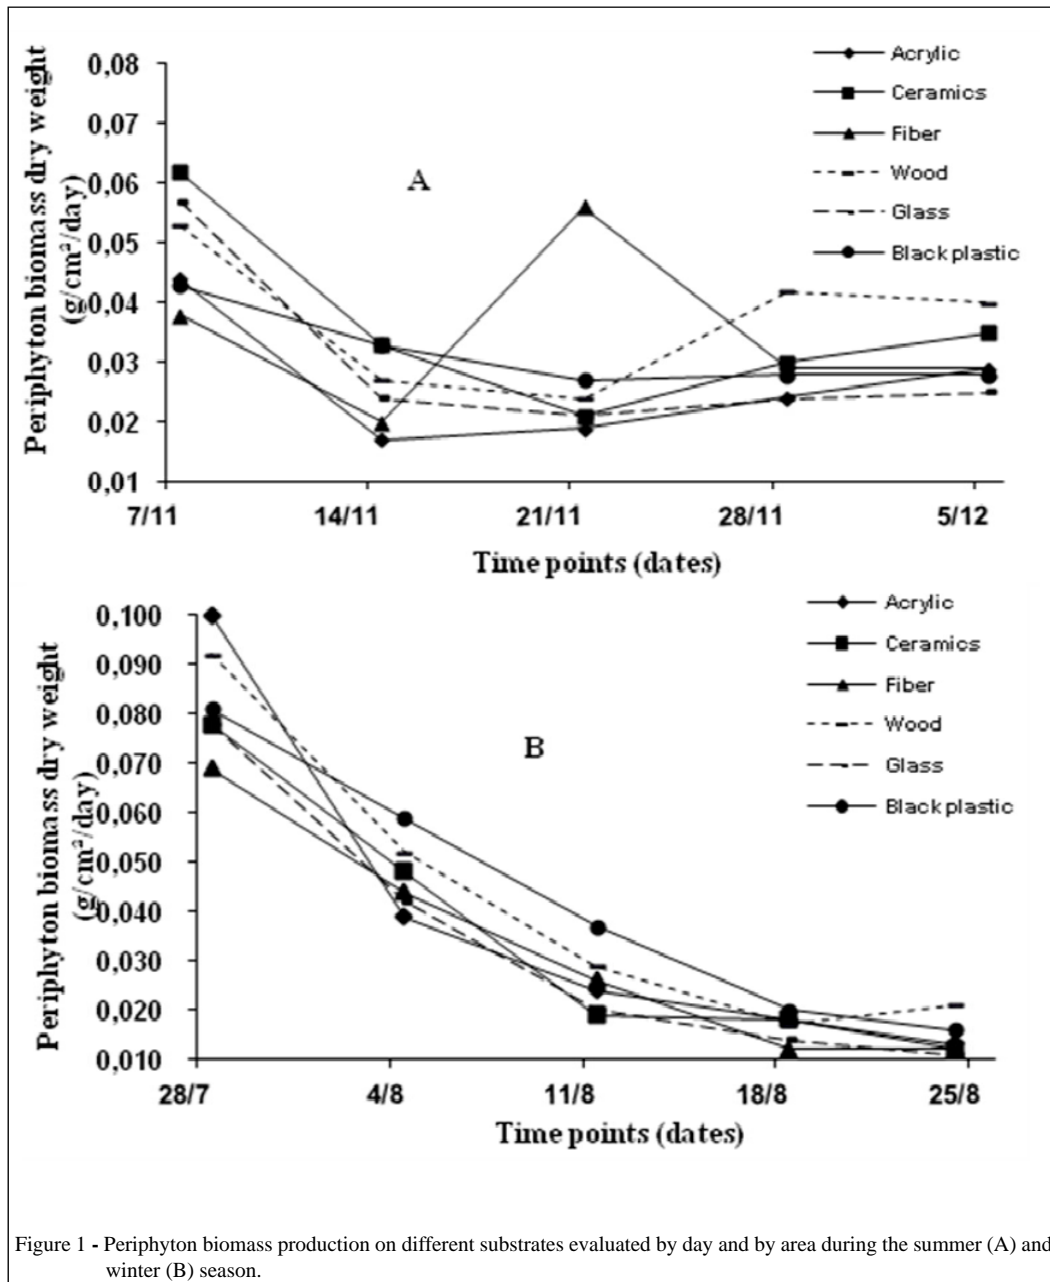 Periphyton biomass dry weight
(g/cm²/day)
0,08
0,07
0,06
0,05
0,04
0,03
0,02
0,01
A
Acrylic
Ceramics
Fiber
Wood
Glass
Black plastic
7/11
14/11
21/11
28/11
5/12
Time points (dates)
Periphyton biomass dry weight
(g/cm²/day)
0,100
0,090
0,080
0,070
0,060
0,050
0,040
0,030
0,020
0,010
B
Acrylic
Ceramics
Fiber
Wood
Glass
Black plastic
28/7
4/8
11/8
18/8
25/8
Time points (dates)
Figure 1 - Periphyton biomass production on different substrates evaluated by day and by area during the summer (A) and
winter (B) season.